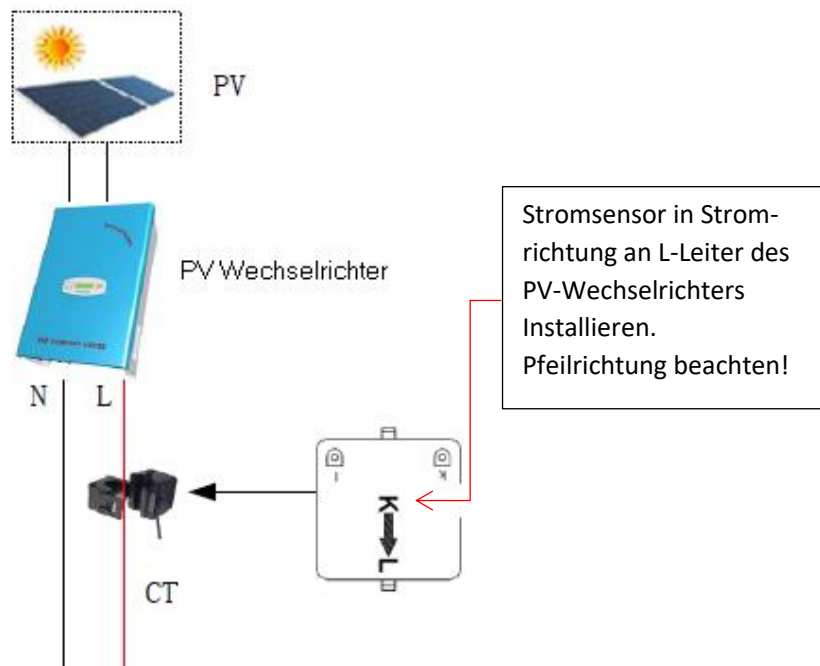 PV
PV Wechselrichter
Stromsensor in Strom-
richtung an L-Leiter des
PV-Wechselrichters
Installieren.
Pfeilrichtung beachten!
N L
K
L
CT